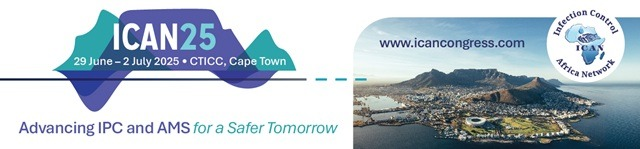 ICAN25
29 June – 2 July 2025 • CTICC, Cape Town
Advancing IPC and AMS for a Safer Tomorrow
www.icancongress.com
Infection Control
ICAN
Africa Network